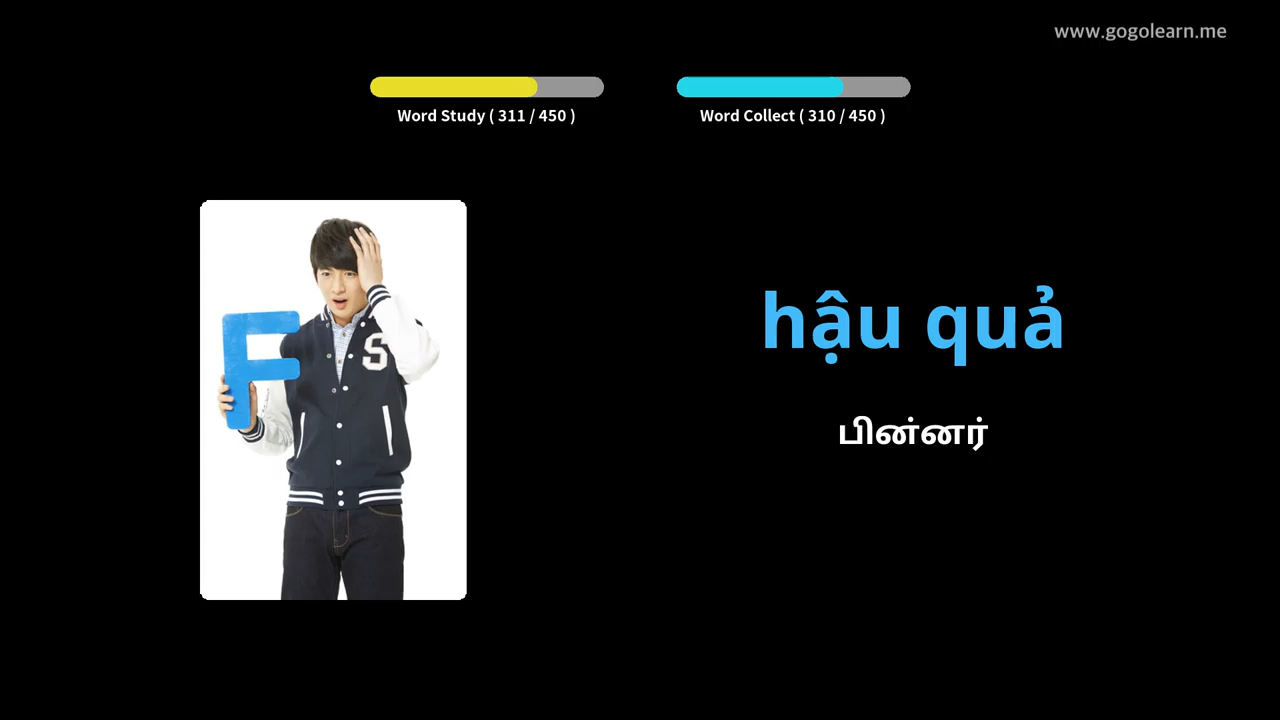 www.gogolearn.me
Word Study ( 311 / 450 )
Word Collect ( 310 / 450 )
F
S
hậu quả
பின்னர்